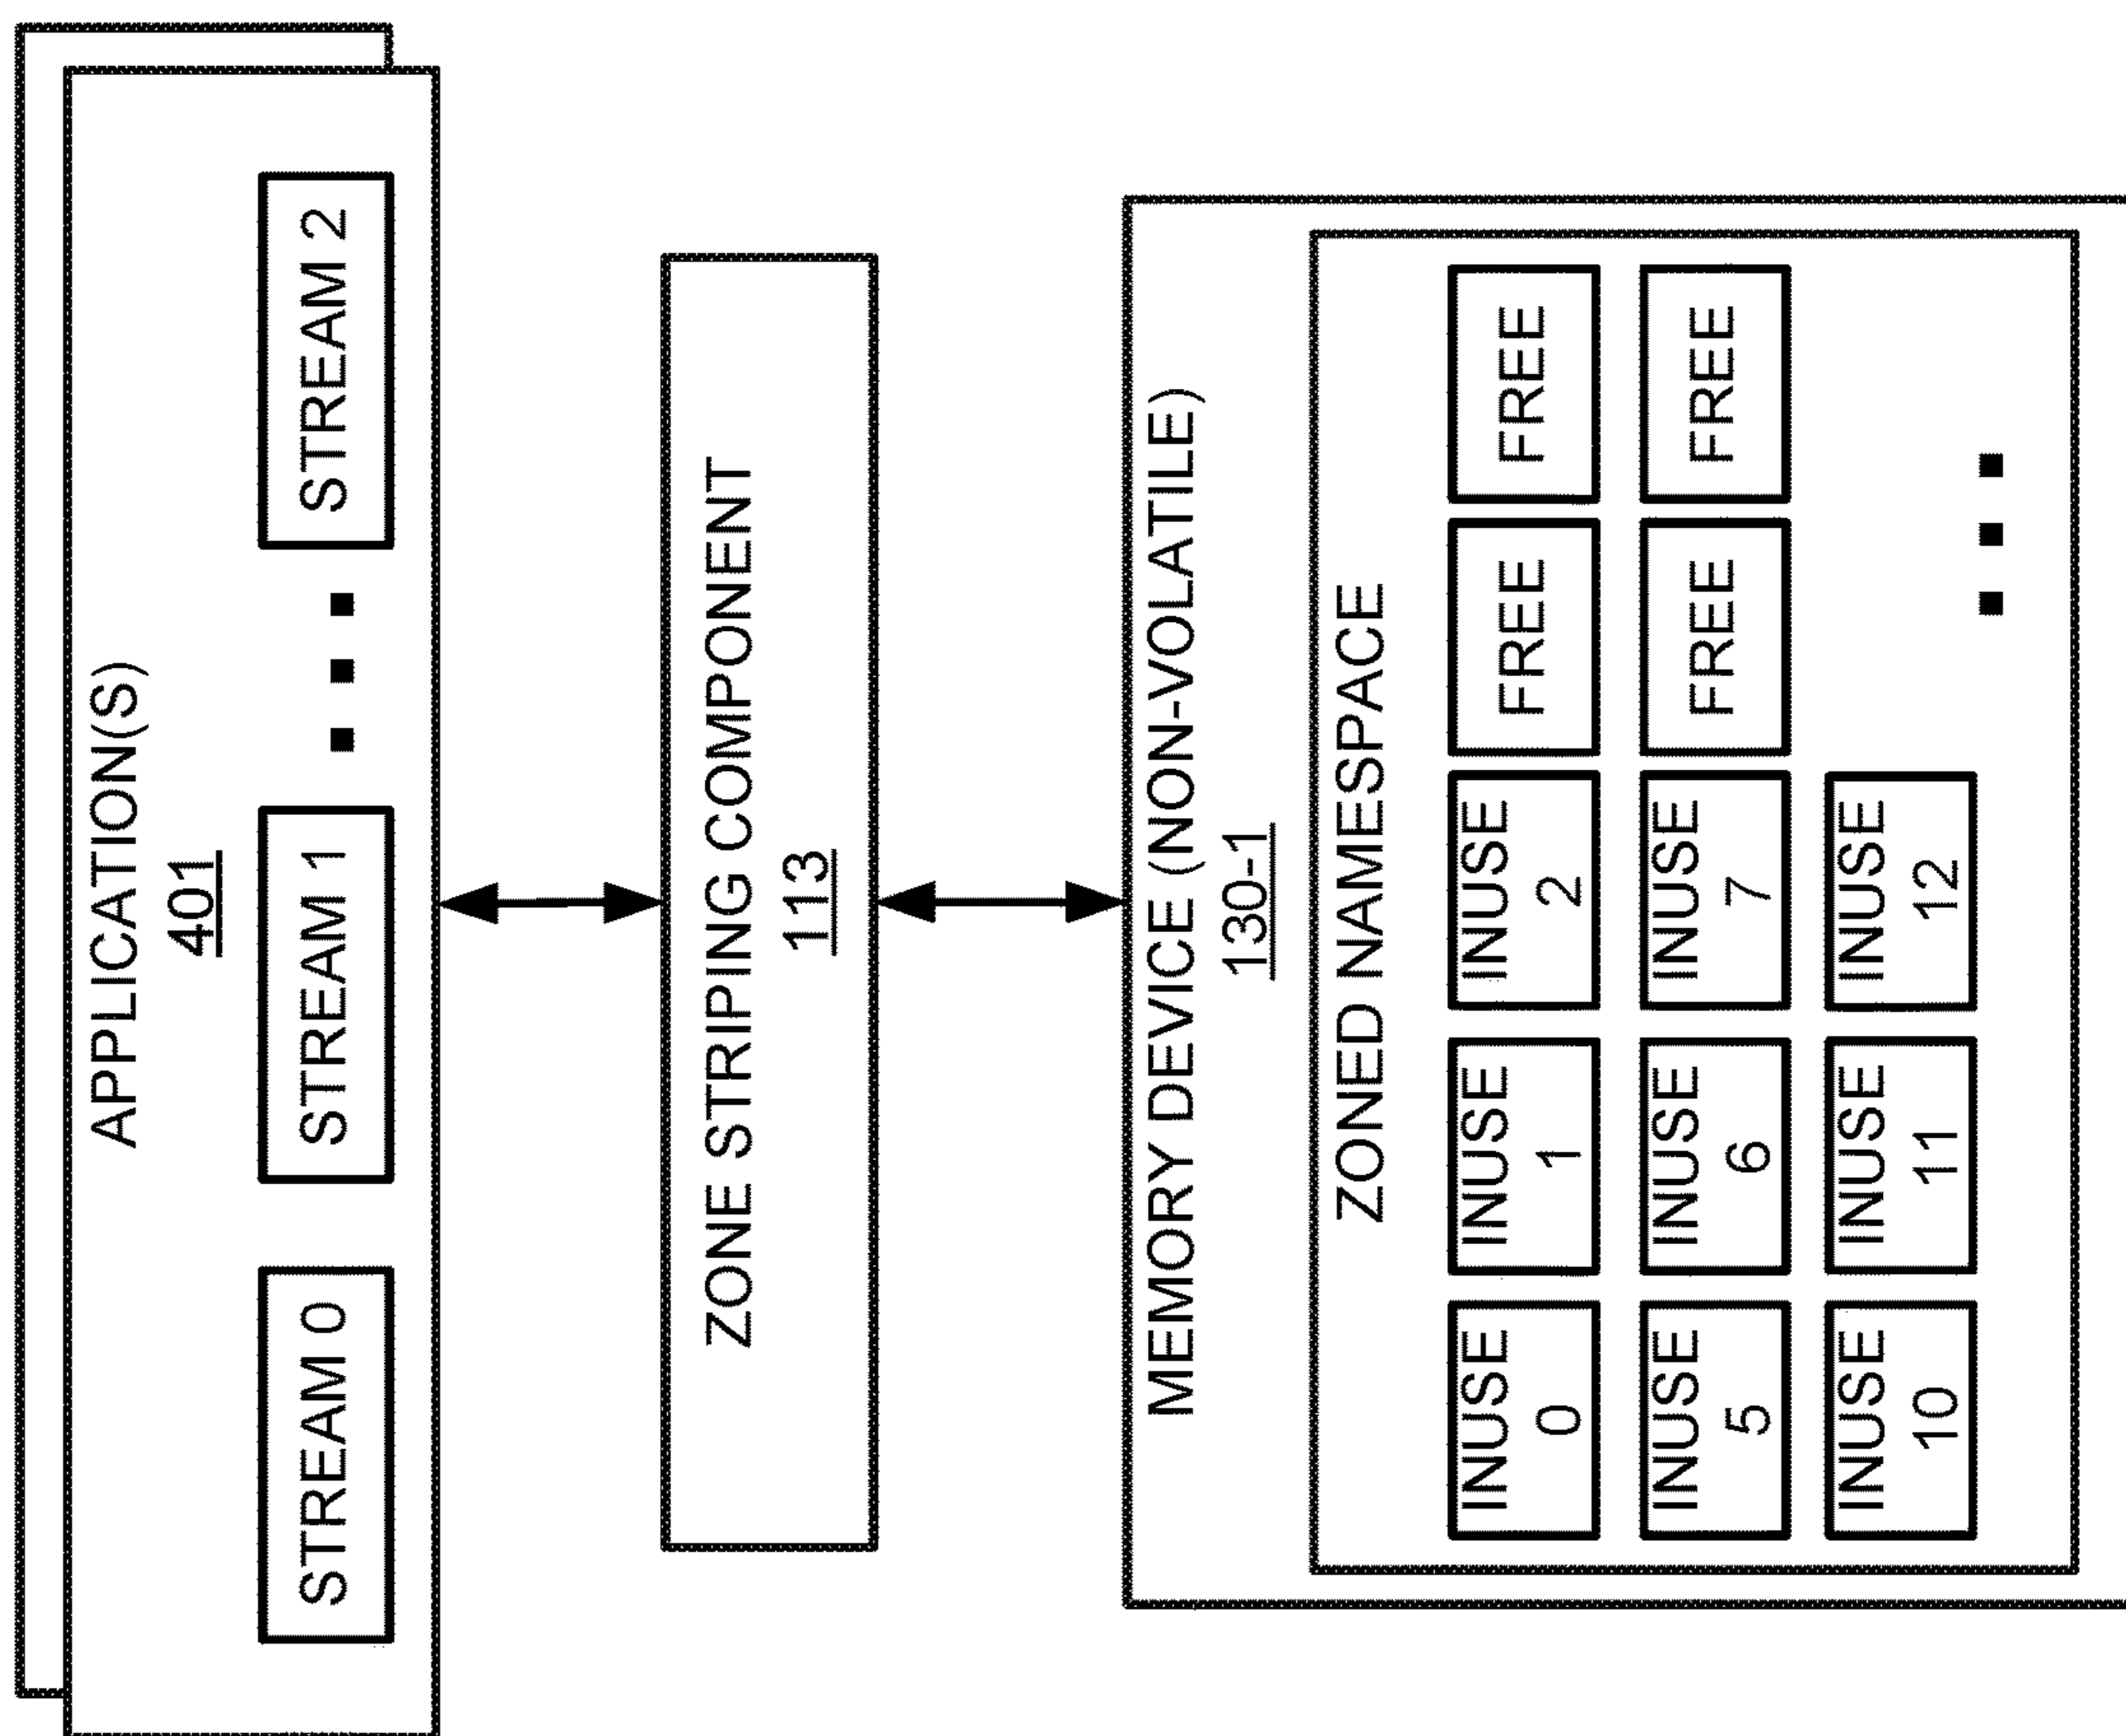 APPLICATION(S)
401
STREAM 0
STREAM 1
STREAM 2
ZONE STRIPING COMPONENT
113
MEMORY DEVICE (NON-VOLATILE)
130-1
ZONED NAMESPACE
INUSE
0
INUSE
1
INUSE
2
FREE
FREE
INUSE
5
INUSE
6
INUSE
7
FREE
FREE
INUSE
10
INUSE
11
INUSE
12